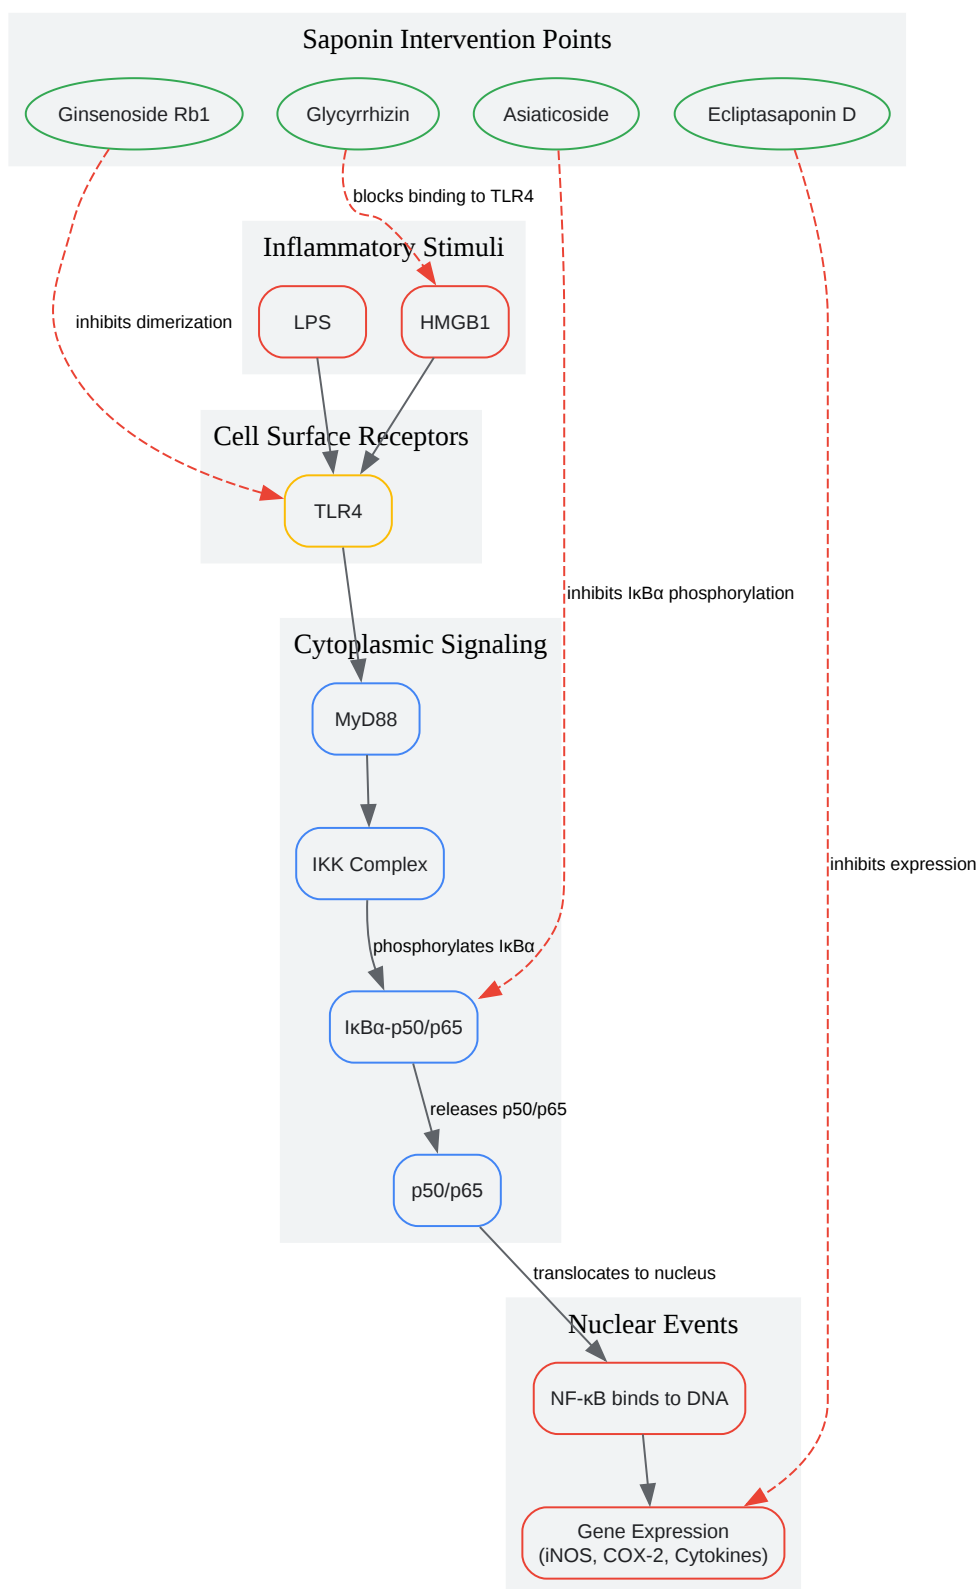 Saponin Intervention Points
Ginsenoside Rb1
Glycyrrhizin
Asiaticoside
Ecliptasaponin D
blocks binding to TLR4
Inflammatory Stimuli
LPS
HMGB1
inhibits dimerization
Cell Surface Receptors
TLR4
inhibits IκBα phosphorylation
Cytoplasmic Signaling
MyD88
IKK Complex
inhibits expression
phosphorylates IκBα
IκBα-p50/p65
releases p50/p65
p50/p65
translocates to nucleus
Nuclear Events
NF-κB binds to DNA
Gene Expression
(iNOS, COX-2, Cytokines)